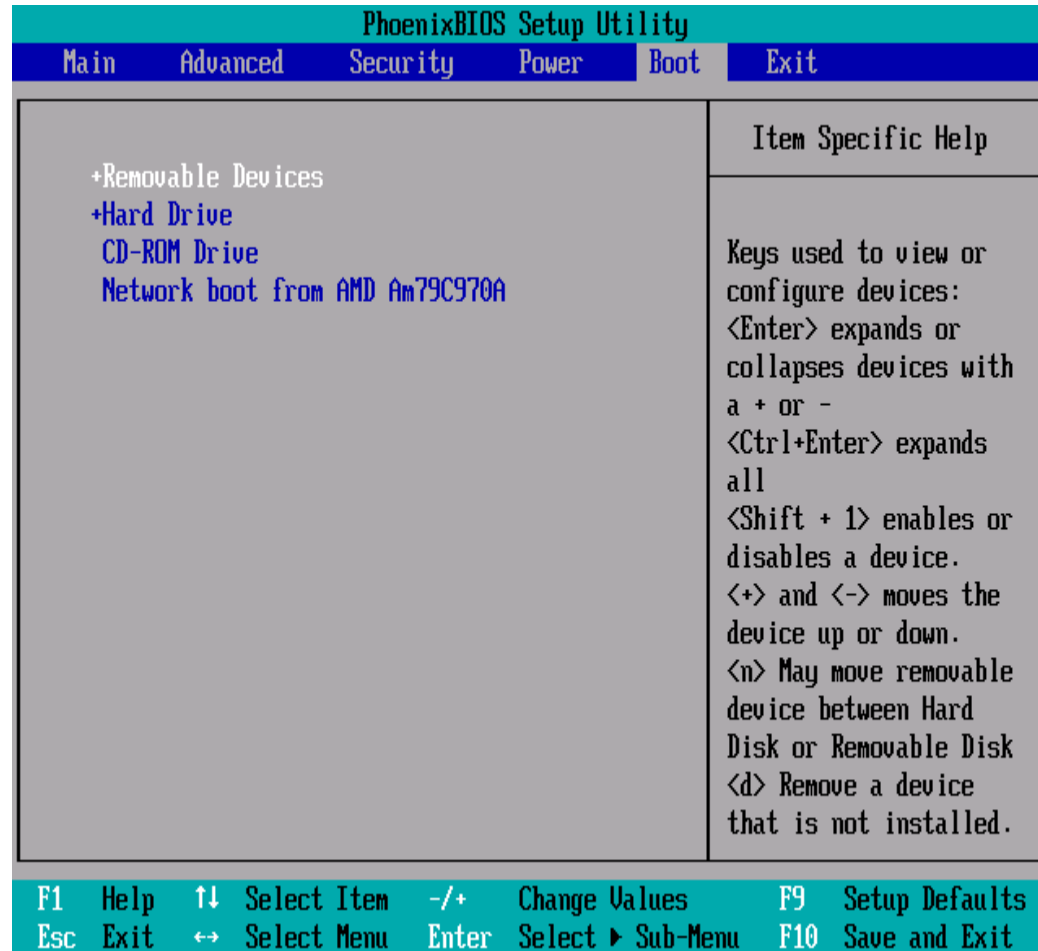 PhoenixBIOS Setup Utility
Main Advanced Security Power Boot Exit
+Removable Devices
+Hard Drive
CD-ROM Drive
Network boot from AMD Am79C970A
Item Specific Help
Keys used to view or
configure devices:
<Enter> expands or
collapses devices with
a + or -
<Ctrl+Enter> expands
all
<Shift + 1> enables or
disables a device.
<+> and <-> moves the
device up or down.
<n> May move removable
device between Hard
Disk or Removable Disk
<d> Remove a device
that is not installed.
F1 Help ↑↓ Select Item -/+ Change Values F9 Setup Defaults
Esc Exit ↔ Select Menu Enter Select ▶ Sub-Menu F10 Save and Exit